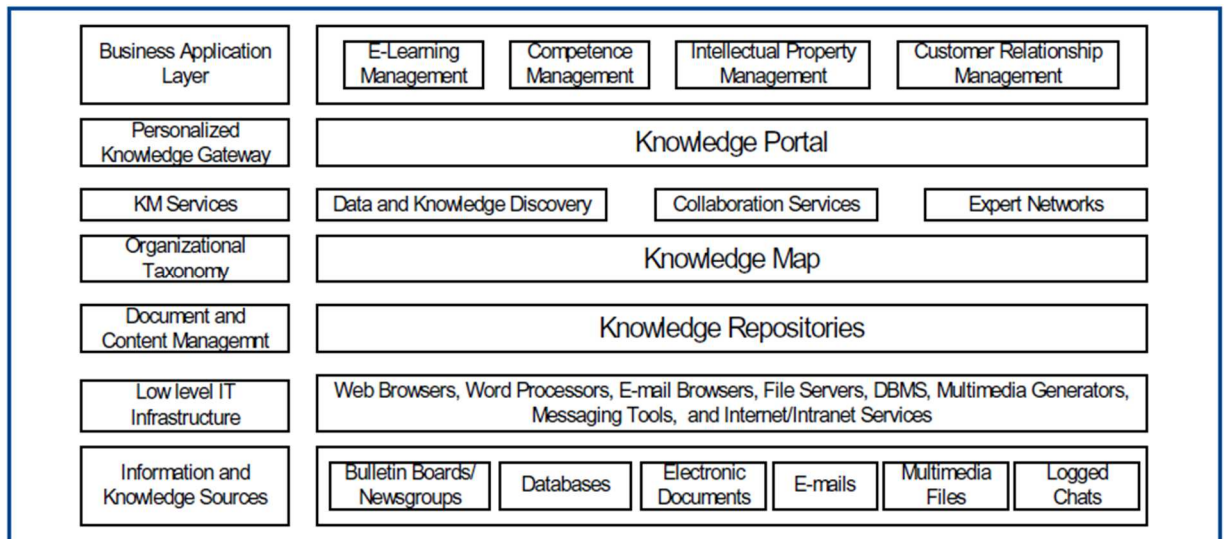 Business Application
Layer
E-Learning
Management
Competence
Management
Intellectual Property
Management
Customer Relationship
Management
Personalized
Knowledge Gateway
Knowledge Portal
KM Services
Data and Knowledge Discovery
Collaboration Services
Expert Networks
Organizational
Taxonomy
Knowledge Map
Document and
Content Managemnt
Knowledge Repositories
Low level IT
Infrastructure
Web Browsers, Word Processors, E-mail Browsers, File Servers, DBMS, Multimedia Generators,
Messaging Tools, and Internet/Intranet Services
Information and
Knowledge Sources
Bulletin Boards/
Newsgroups
Databases
Electronic
Documents
E-mails
Multimedia
Files
Logged
Chats